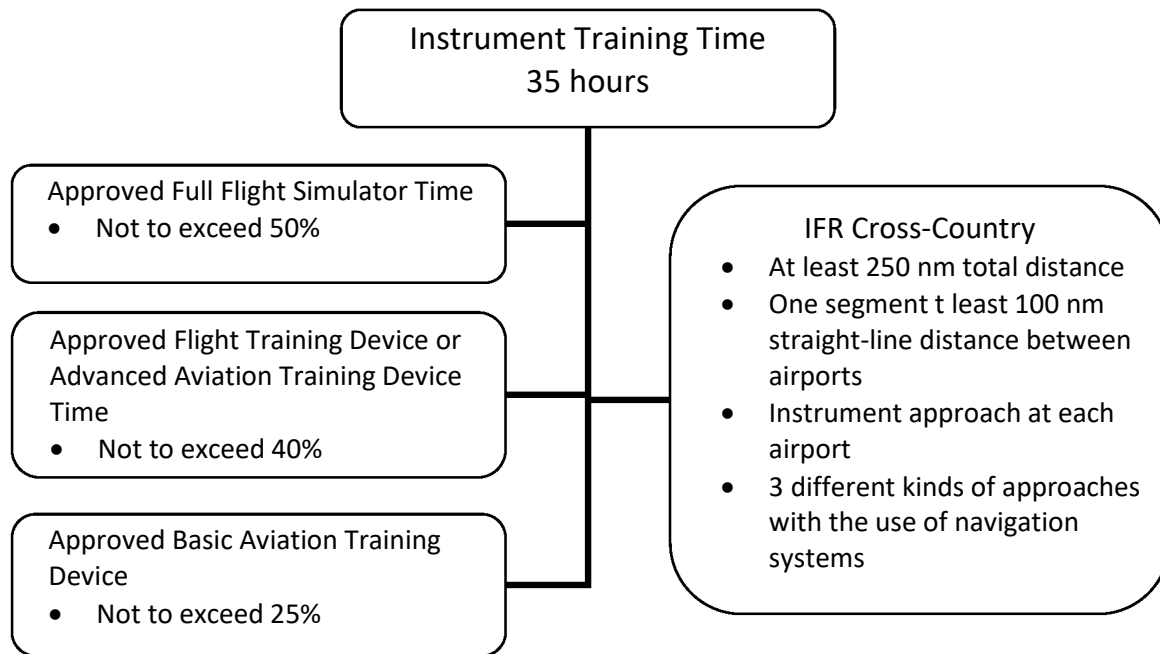 Instrument Training Time
35 hours
Approved Full Flight Simulator Time
• Not to exceed 50%
Approved Flight Training Device or
Advanced Aviation Training Device
Time
• Not to exceed 40%
Approved Basic Aviation Training
Device
• Not to exceed 25%
IFR Cross-Country
• At least 250 nm total distance
• One segment t least 100 nm
straight-line distance between
airports
• Instrument approach at each
airport
• 3 different kinds of approaches
with the use of navigation
systems